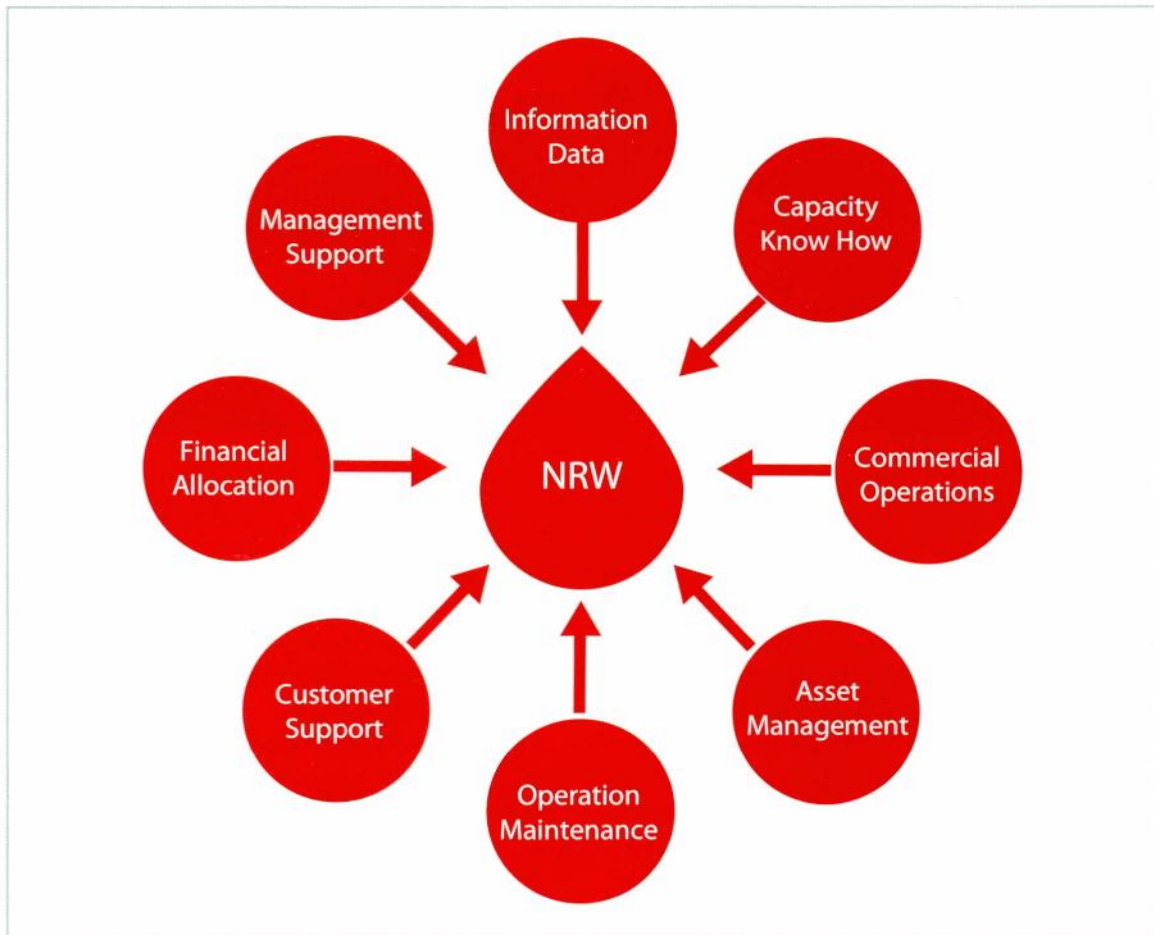 Information
Data
Capacity
Know How
Commercial
Operations
Asset
Management
Operation
Maintenance
Customer
Support
Financial
Allocation
Management
Support
NRW